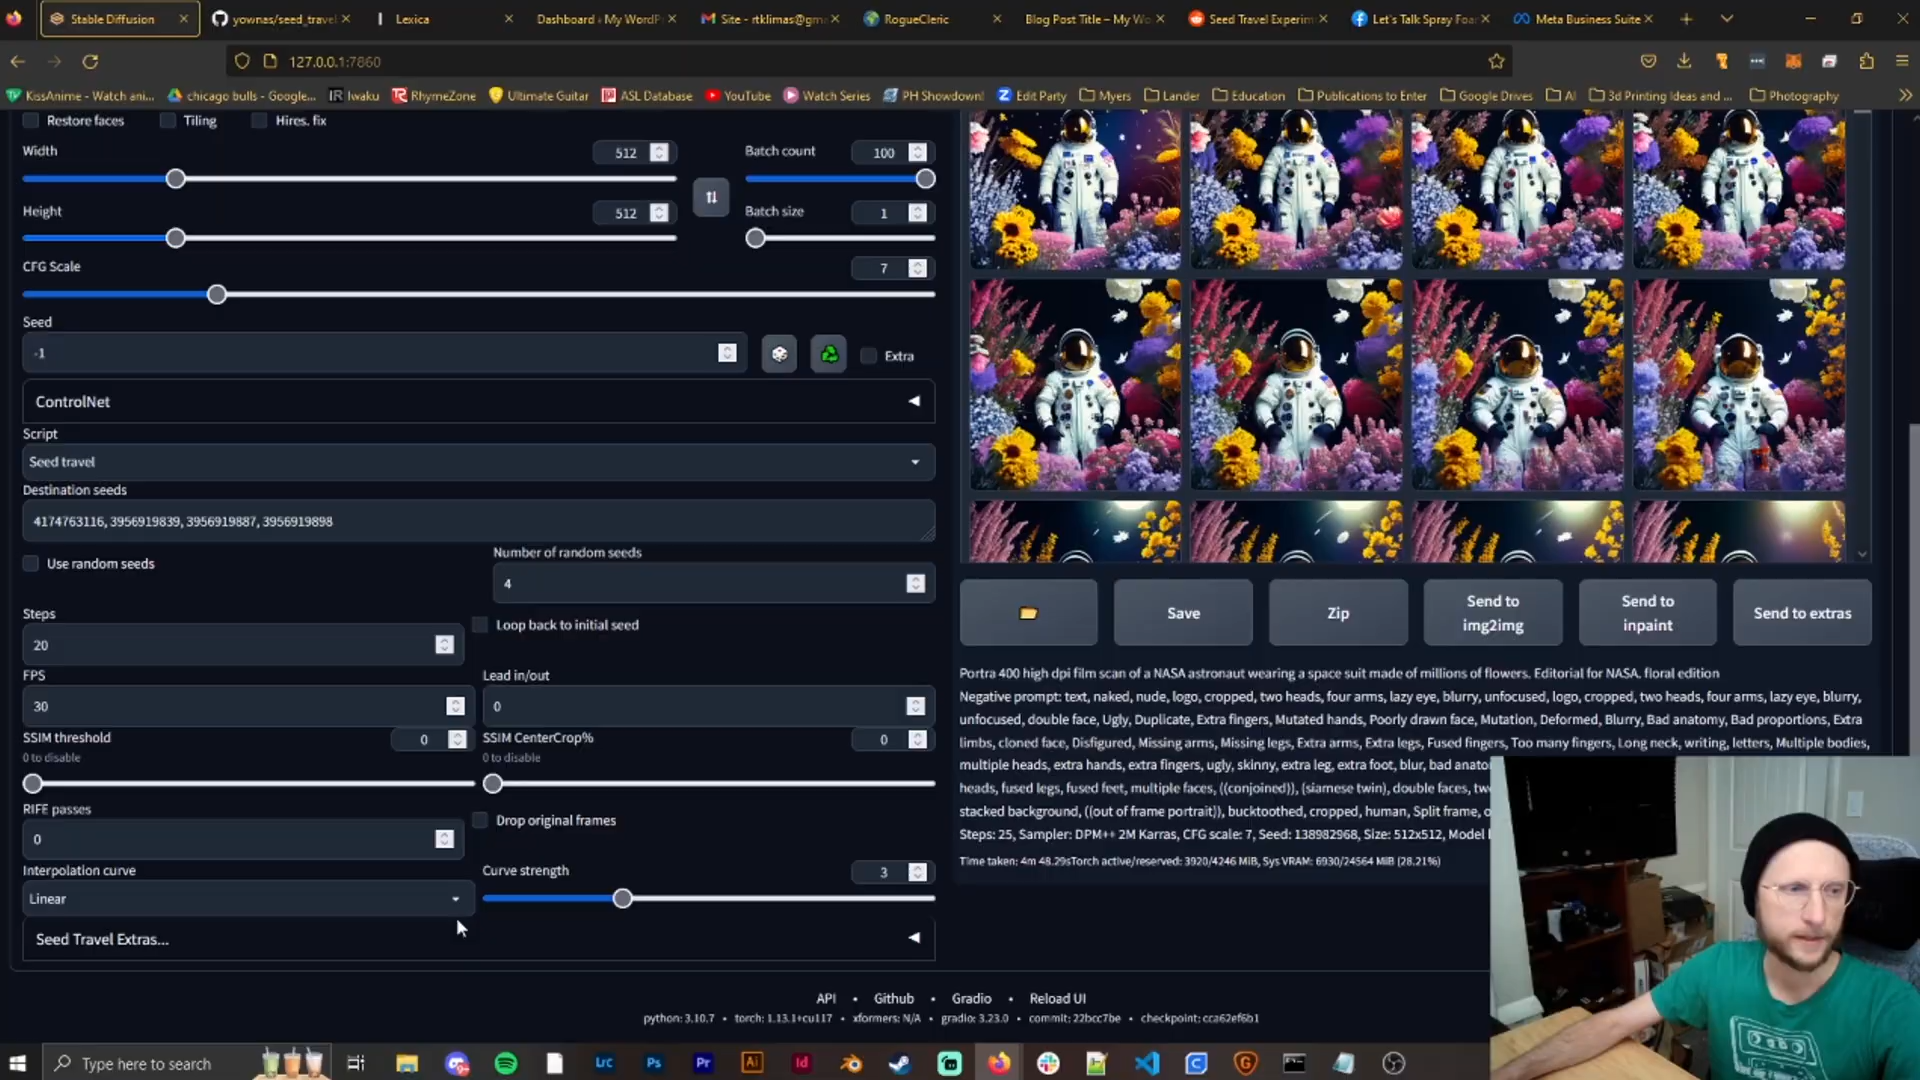 Stable Diffusion
yownas/seed_travel
Lexica
Dashboard ‹ My WordP
Site - rtklimas@gm
RogueCleric
Blog Post Title – My Wo
Seed Travel Experim
Let's Talk Spray Foa
Meta Business Suite
127.0.0.1:7860
KissAnime - Watch ani...
chicago bulls - Google...
Iwaku
RhymeZone
Ultimate Guitar
ASL Database
YouTube
Watch Series
PH Showdown!
Edit Party
Myers
Lander
Education
Publications to Enter
Google Drives
AI
3d Printing Ideas and ...
Photography
Restore faces
Tiling
Hires. fix
Width
512
Batch count
100
Height
512
Batch size
1
CFG Scale
7
Seed
-1
Extra
ControlNet
Script
Seed travel
Destination seeds
4174763116, 3956919839, 3956919887, 3956919898
Use random seeds
Number of random seeds
4
Steps
20
Loop back to initial seed
FPS
30
Lead in/out
0
SSIM threshold
0
0 to disable
SSIM CenterCrop%
0
0 to disable
RIFE passes
0
Drop original frames
Interpolation curve
Linear
Curve strength
3
Seed Travel Extras...
Save
Zip
Send to img2img
Send to inpaint
Send to extras
Portra 400 high dpi film scan of a NASA astronaut wearing a space suit made of millions of flowers. Editorial for NASA. floral edition
Negative prompt: text, naked, nude, logo, cropped, two heads, four arms, lazy eye, blurry, unfocused, logo, cropped, two heads, four arms, lazy eye, blurry,
unfocused, double face, Ugly, Duplicate, Extra fingers, Mutated hands, Poorly drawn face, Mutation, Deformed, Blurry, Bad anatomy, Bad proportions, Extra
limbs, cloned face, Disfigured, Missing arms, Missing legs, Extra arms, Extra legs, Fused fingers, Too many fingers, Long neck, writing, letters, Multiple bodies,
multiple heads, extra hands, extra fingers, ugly, skinny, extra leg, extra foot, blur, bad anato
heads, fused legs, fused feet, multiple faces, ((conjoined)), (siamese twin), double faces, tw
stacked background, ((out of frame portrait)), bucktoothed, cropped, human, Split frame, o
Steps: 25, Sampler: DPM++ 2M Karras, CFG scale: 7, Seed: 138982968, Size: 512x512, Model
Time taken: 4m 48.29sTorch active/reserved: 3920/4246 MiB, Sys VRAM: 6930/24564 MiB (28.21%)
API • Github • Gradio • Reload UI
python: 3.10.7 • torch: 1.13.1+cu117 • xformers: N/A • gradio: 3.23.0 • commit: 22bcc7be • checkpoint: cca62ef6b1
Type here to search